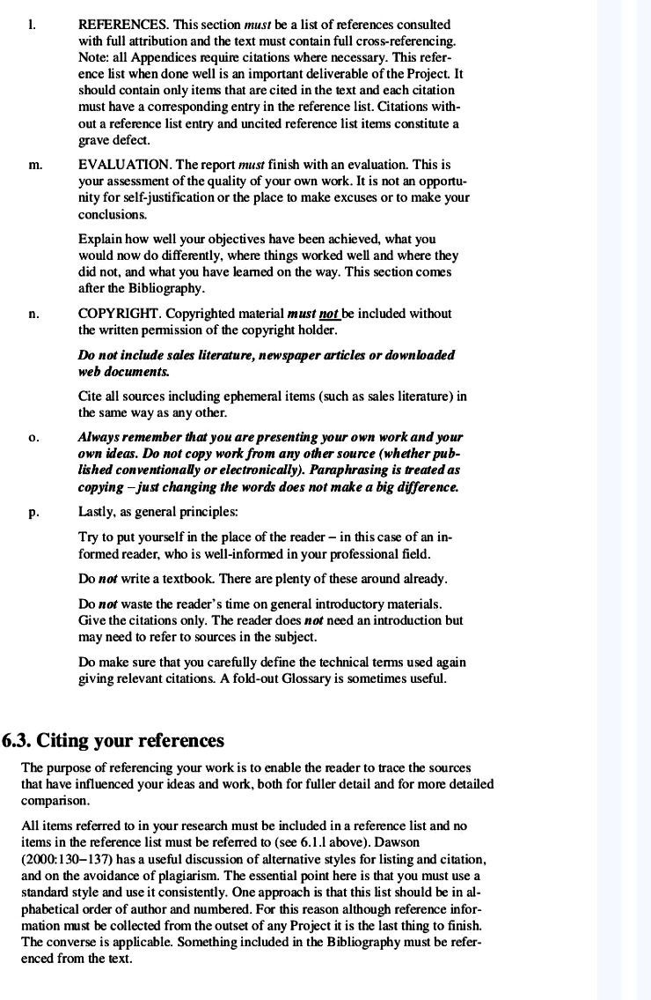 l. REFERENCES. This section must be a list of references consulted
with full attribution and the text must contain full cross-referencing.
Note: all Appendices require citations where necessary. This refer-
ence list when done well is an important deliverable of the Project. It
should contain only items that are cited in the text and each citation
must have a corresponding entry in the reference list. Citations with-
out a reference list entry and uncited reference list items constitute a
grave defect.
m. EVALUATION. The report must finish with an evaluation. This is
your assessment of the quality of your own work. It is not an opportu-
nity for self-justification or the place to make excuses or to make your
conclusions.
Explain how well your objectives have been achieved, what you
would now do differently, where things worked well and where they
did not, and what you have learned on the way. This section comes
after the Bibliography.
n. COPYRIGHT. Copyrighted material must not be included without
the written permission of the copyright holder.
Do not include sales literature, newspaper articles or downloaded
web documents.
Cite all sources including ephemeral items (such as sales literature) in
the same way as any other.
o. Always remember that you are presenting your own work and your
own ideas. Do not copy work from any other source (whether pub-
lished conventionally or electronically). Paraphrasing is treated as
copying – just changing the words does not make a big difference.
p. Lastly, as general principles:
Try to put yourself in the place of the reader – in this case of an in-
formed reader, who is well-informed in your professional field.
Do not write a textbook. There are plenty of these around already.
Do not waste the reader's time on general introductory materials.
Give the citations only. The reader does not need an introduction but
may need to refer to sources in the subject.
Do make sure that you carefully define the technical terms used again
giving relevant citations. A fold-out Glossary is sometimes useful.
6.3. Citing your references
The purpose of referencing your work is to enable the reader to trace the sources
that have influenced your ideas and work, both for fuller detail and for more detailed
comparison.
All items referred to in your research must be included in a reference list and no
items in the reference list must be referred to (see 6.1.l above). Dawson
(2000:130–137) has a useful discussion of alternative styles for listing and citation,
and on the avoidance of plagiarism. The essential point here is that you must use a
standard style and use it consistently. One approach is that this list should be in al-
phabetical order of author and numbered. For this reason although reference infor-
mation must be collected from the outset of any Project it is the last thing to finish.
The converse is applicable. Something included in the Bibliography must be refer-
enced from the text.